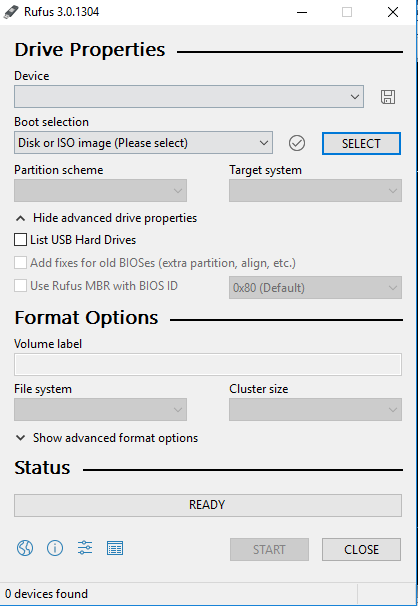 Rufus 3.0.1304
Drive Properties
Device
Boot selection
Disk or ISO image (Please select)
SELECT
Partition scheme Target system
Hide advanced drive properties
List USB Hard Drives
Add fixes for old BIOSes (extra partition, align, etc.)
Use Rufus MBR with BIOS ID 0x80 (Default)
Format Options
Volume label
File system Cluster size
Show advanced format options
Status
READY
START CLOSE
0 devices found